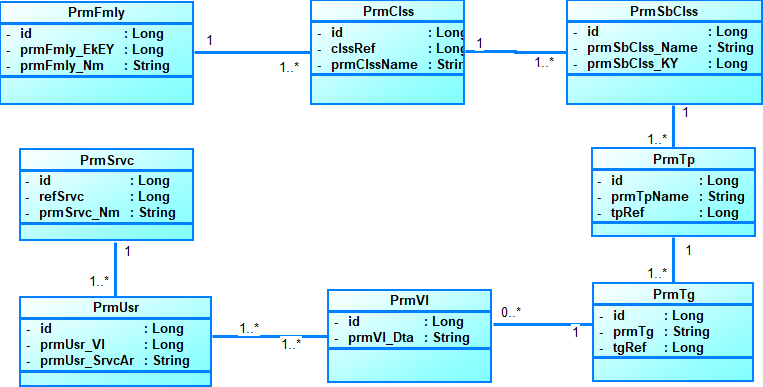 PrmFmly
- id : Long
- prmFmly_EkEY : Long
- prmFmly_Nm : String
1
1..*
PrmClss
- id : Long
- clssRef : Long
- prmClssName : Strin
1
1..*
PrmSbClss
- id : Long
- prmSbClss_Name : String
- prmSbClss_KY : Long
1
1..*
PrmTp
- id : Long
- prmTpName : String
- tpRef : Long
1
1..*
PrmSrvc
- id : Long
- refSrvc : Long
- prmSrvc_Nm : String
1
1..*
PrmUsr
- id : Long
- prmUsr_Vl : Long
- prmUsr_SrvcAr : String
1..*
1..*
PrmVl
- id : Long
- prmVl_Dta : String
0..*
1
PrmTg
- id : Long
- prmTg : String
- tgRef : Long